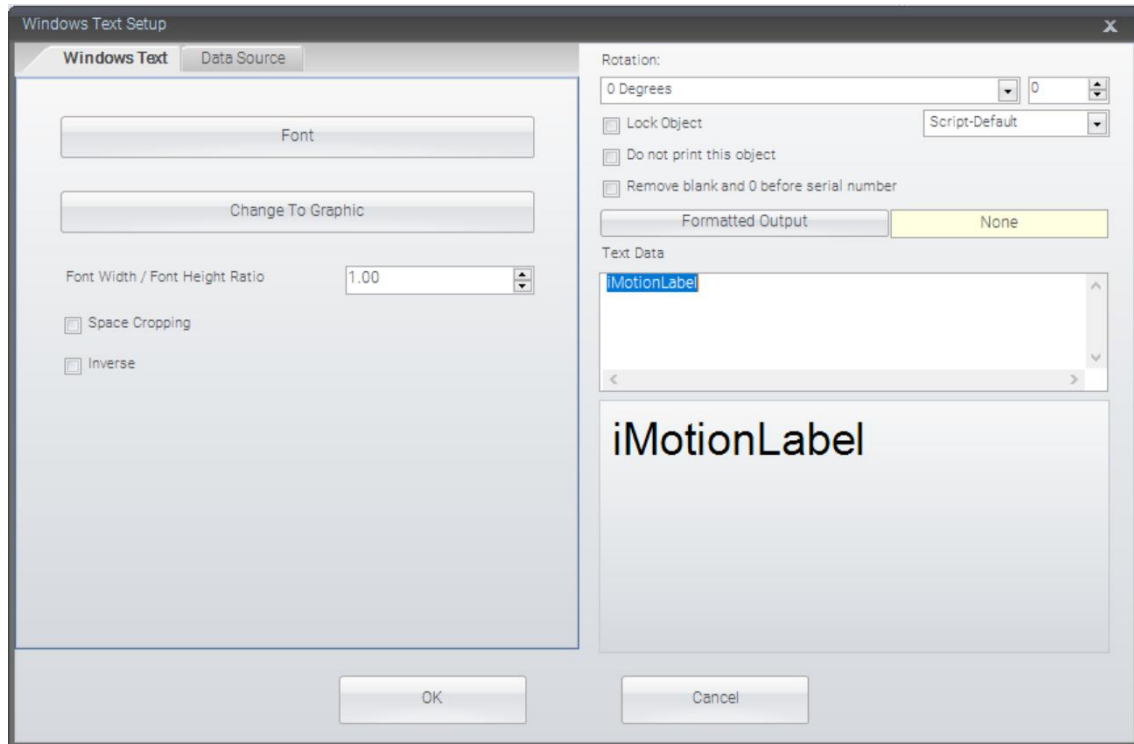 Windows Text Setup
x
Windows Text
Data Source
Font
Change To Graphic
Font Width / Font Height Ratio
1.00
Space Cropping
Inverse
Rotation:
0 Degrees
0
Lock Object
Script-Default
Do not print this object
Remove blank and 0 before serial number
Formatted Output
None
Text Data
iMotionLabel
iMotionLabel
OK
Cancel